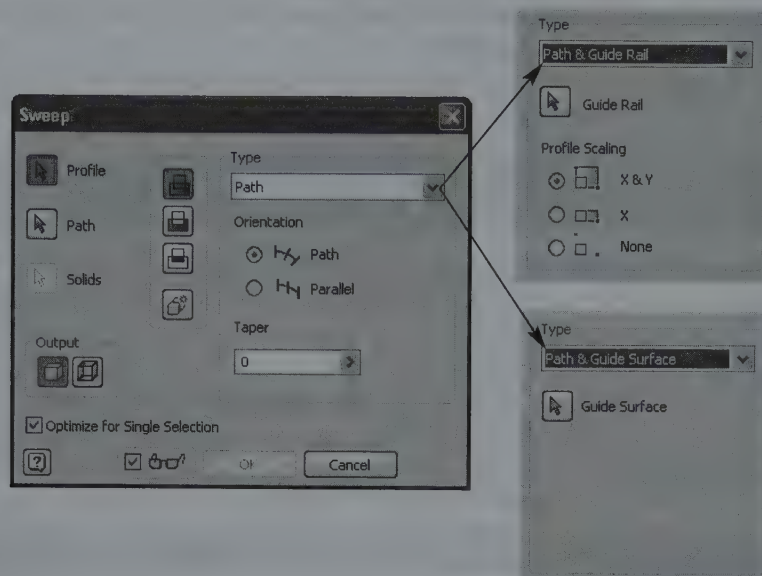 Sweep
Profile
Path
Solids
Output
Type
Path
Orientation
Path
Parallel
Taper
0
Optimize for Single Selection
OK
Cancel
Type
Path & Guide Rail
Guide Rail
Profile Scaling
X & Y
X
None
Type
Path & Guide Surface
Guide Surface